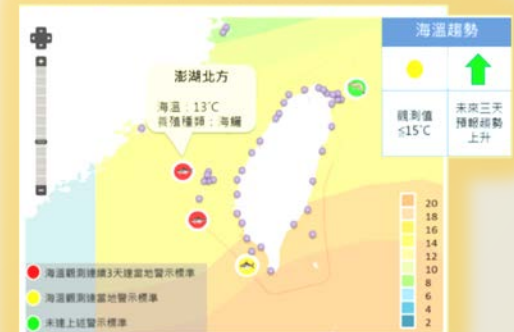 海溫趨勢
觀測值
≤15℃
未來三天
預報趨勢
上升
澎湖北方
海溫：13℃
養殖種類：海鱺
20
18
16
14
12
10
8
6
4
2
海溫觀測連續3天達當地警示標準
海溫觀測達當地警示標準
未達上述警示標準